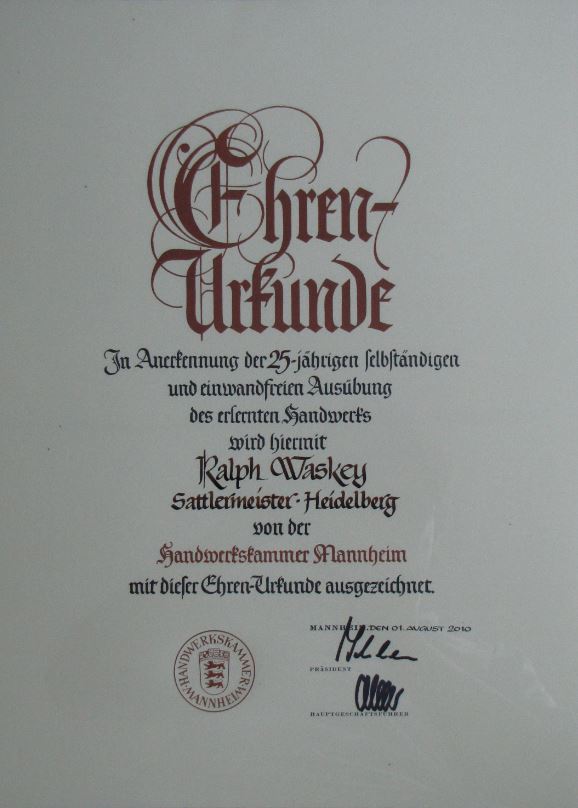 Ehren-
Urkunde
In Anerkennung der 25-jährigen selbständigen
und einwandfreien Ausübung
des erlernten Handwerks
wird hiermit
Ralph Waskey
Sattlermeister - Heidelberg
von der
Handwerkskammer Mannheim
mit dieser Ehren-Urkunde ausgezeichnet.
MANNHEIM, DEN 01. AUGUST 2010
PRÄSIDENT
HAUPTGESCHÄFTSFÜHRER
HANDWERKSKAMMER MANNHEIM